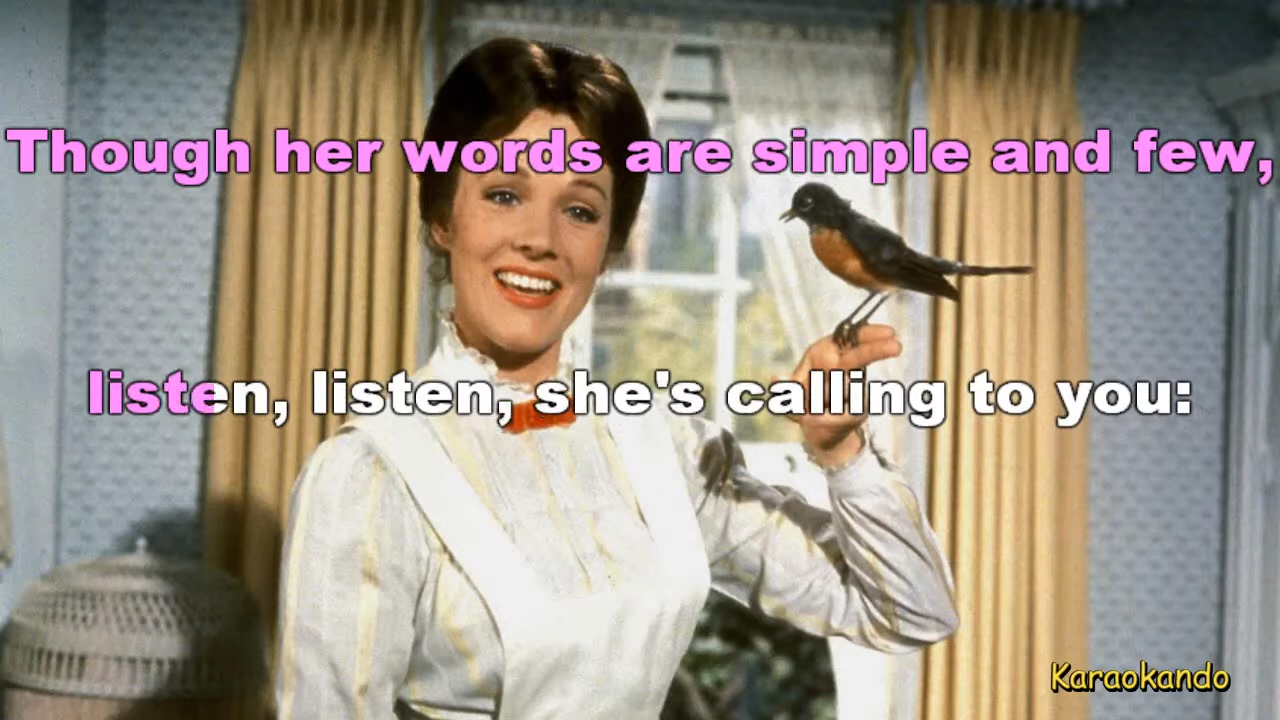 Though her words are simple and few,
listen, listen, she's calling to you:
Karaokando